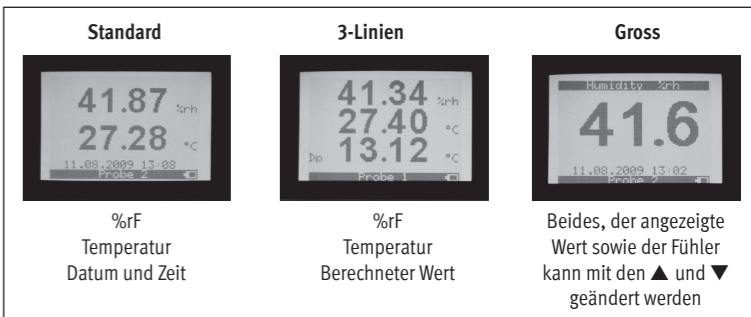 Standard
41.87 %rh
27.28 °C
11.08.2009 13:08
Probe 2
%rF
Temperatur
Datum und Zeit
3-Linien
41.34 %rh
27.40 °C
Dp 13.12 °C
Probe 1
%rF
Temperatur
Berechneter Wert
Gross
Humidity %rh
41.6
11.08.2009 13:02
Probe 2
Beides, der angezeigte
Wert sowie der Fühler
kann mit den ▲ und ▼
geändert werden